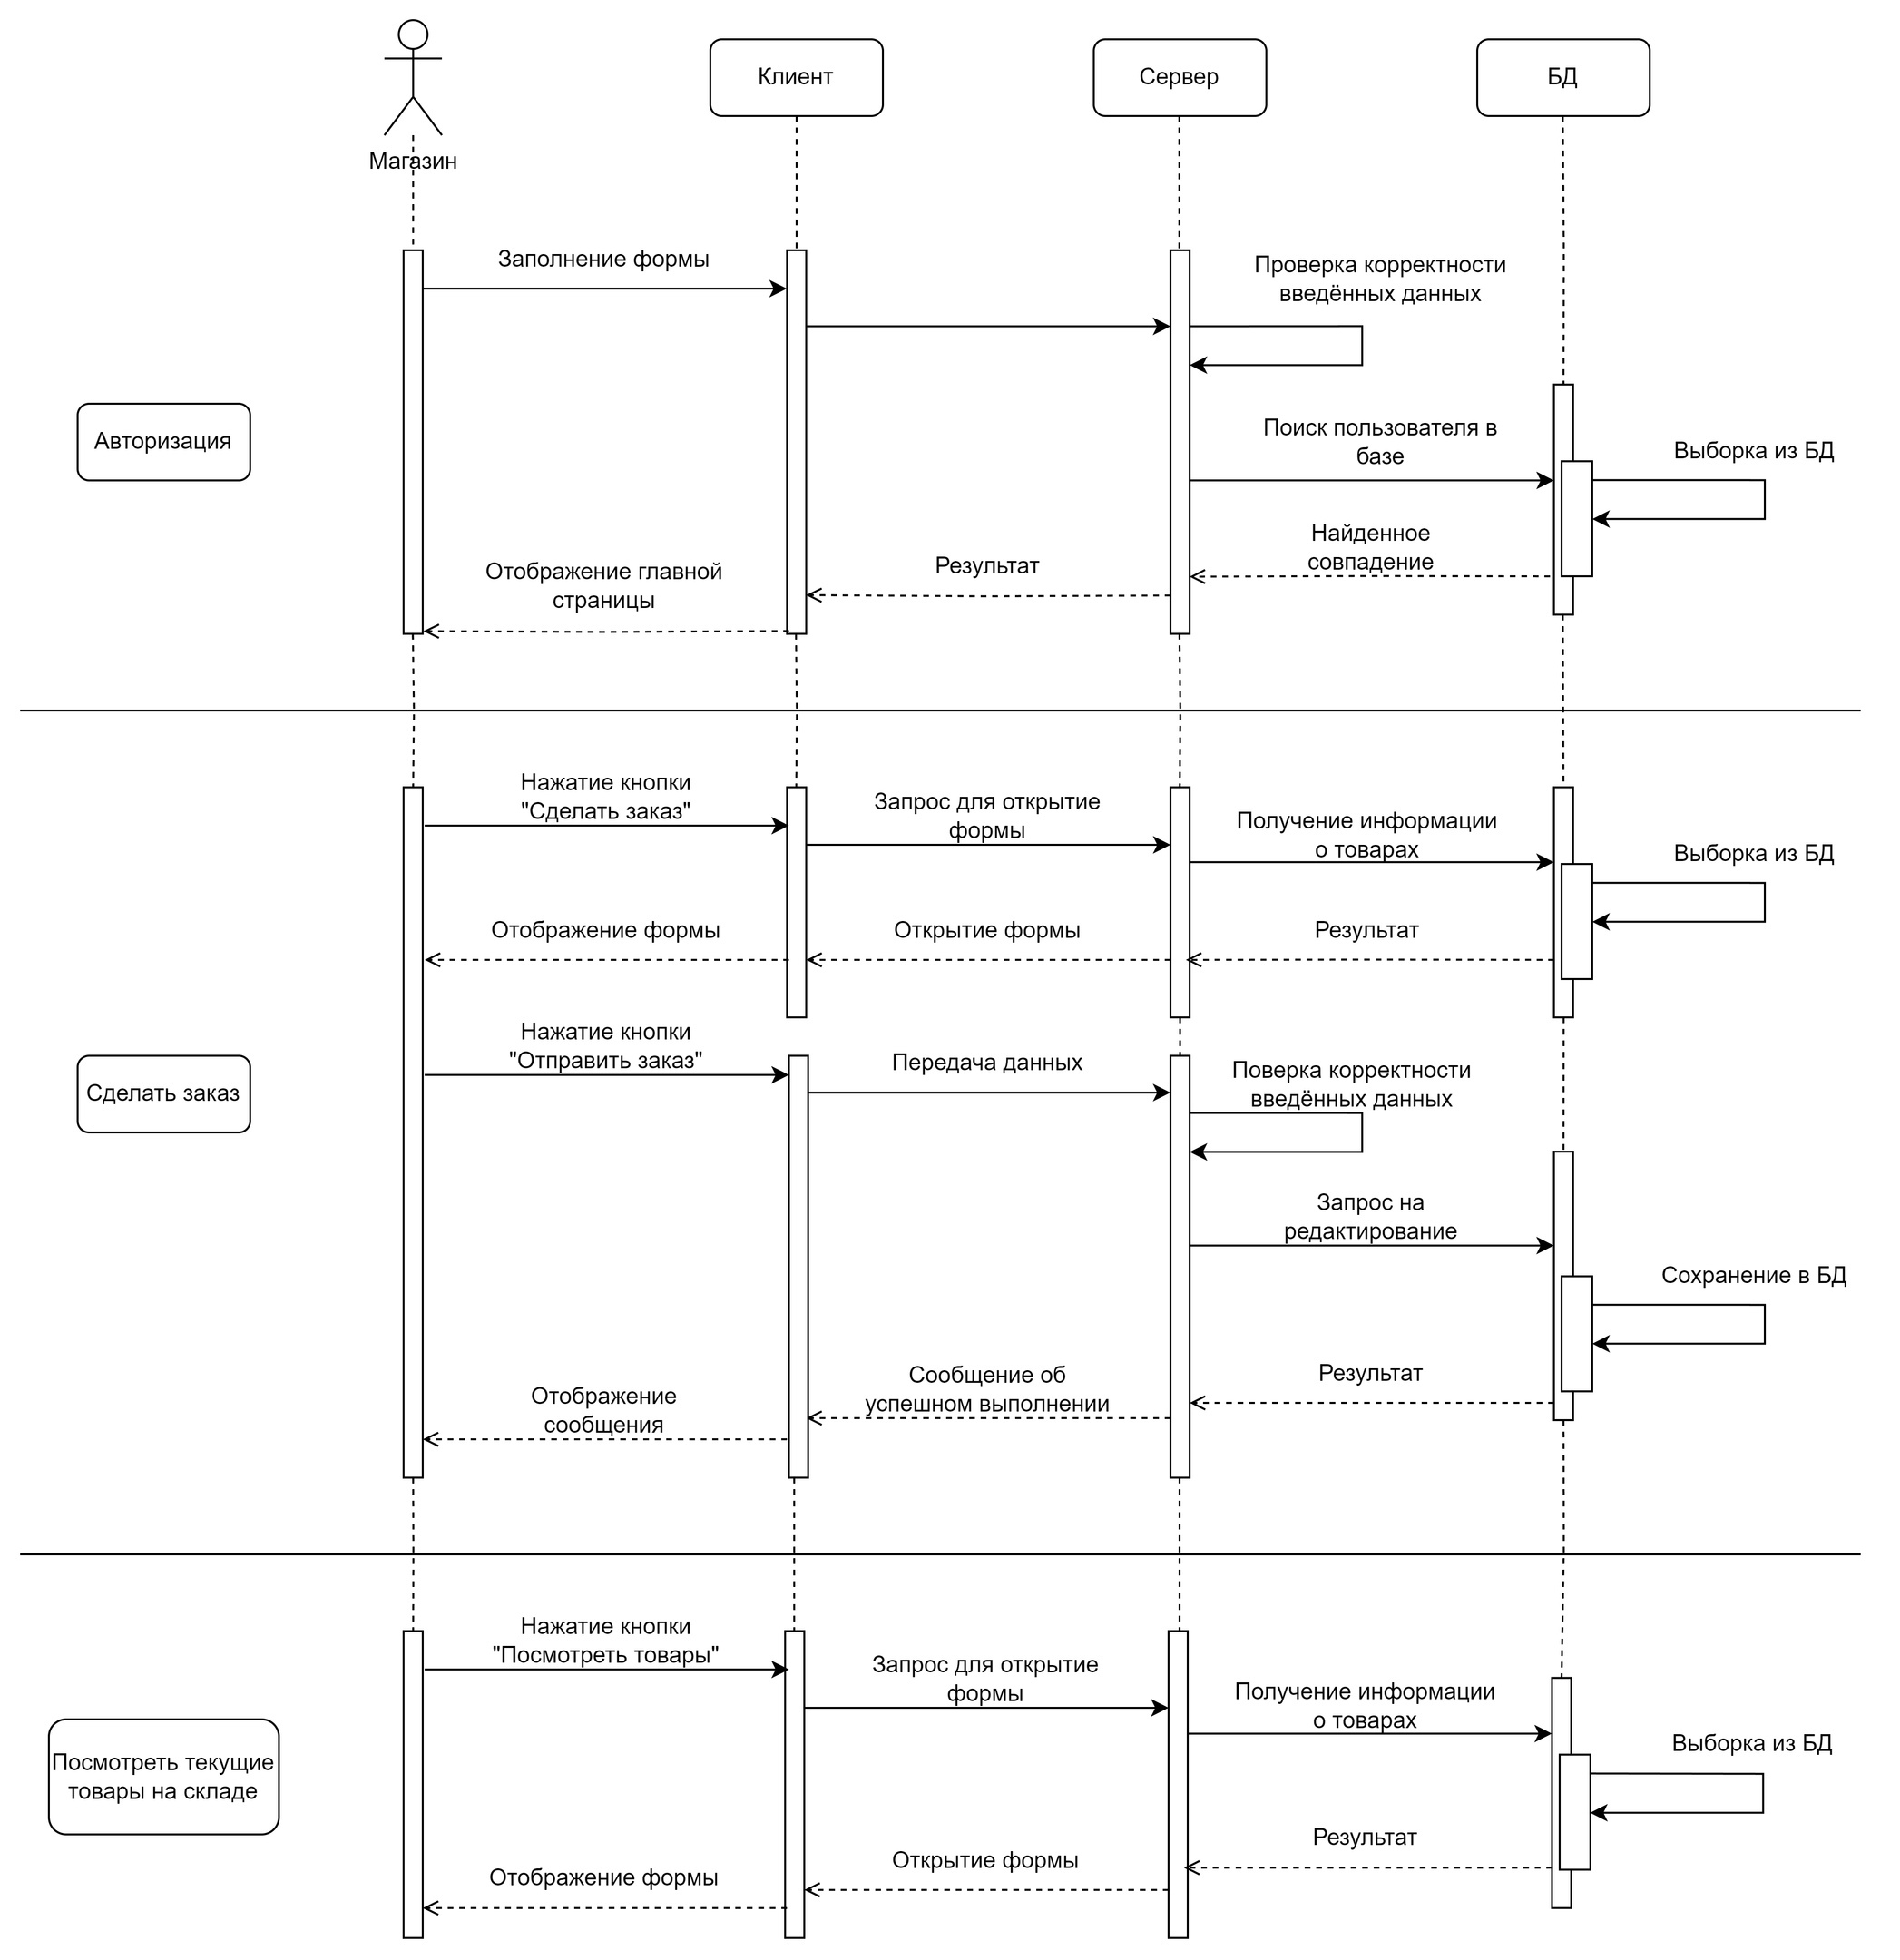 Магазин
Клиент
Сервер
БД
Заполнение формы
Проверка корректности
введённых данных
Авторизация
Поиск пользователя в
базе
Выборка из БД
Найденное
совпадение
Результат
Отображение главной
страницы
Нажатие кнопки
"Сделать заказ"
Запрос для открытие
формы
Получение информации
о товарах
Выборка из БД
Отображение формы
Открытие формы
Результат
Нажатие кнопки
"Отправить заказ"
Передача данных
Поверка корректности
введённых данных
Сделать заказ
Запрос на
редактирование
Сохранение в БД
Результат
Сообщение об
успешном выполнении
Отображение
сообщения
Нажатие кнопки
"Посмотреть товары"
Запрос для открытие
формы
Получение информации
о товарах
Выборка из БД
Посмотреть текущие
товары на складе
Результат
Открытие формы
Отображение формы